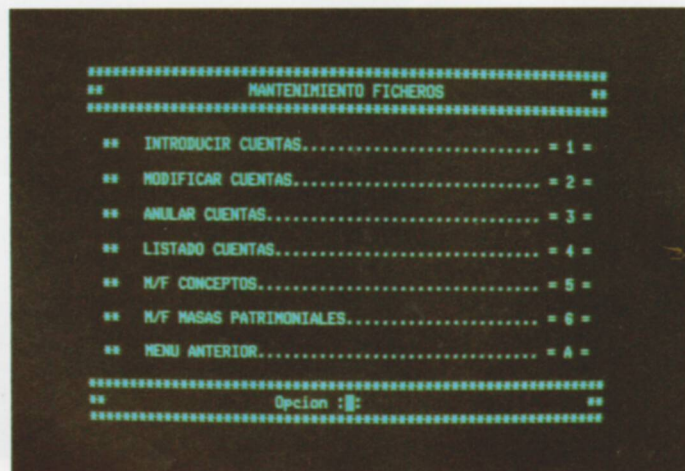 ************************************************************
** MANTENIMIENTO FICHEROS **
************************************************************
** INTRODUCIR CUENTAS............................ = 1 =
** MODIFICAR CUENTAS............................. = 2 =
** ANULAR CUENTAS................................ = 3 =
** LISTADO CUENTAS............................... = 4 =
** M/F CONCEPTOS................................. = 5 =
** M/F MASAS PATRIMONIALES....................... = 6 =
** MENU ANTERIOR................................. = A =
************************************************************
** Opcion : : **
************************************************************